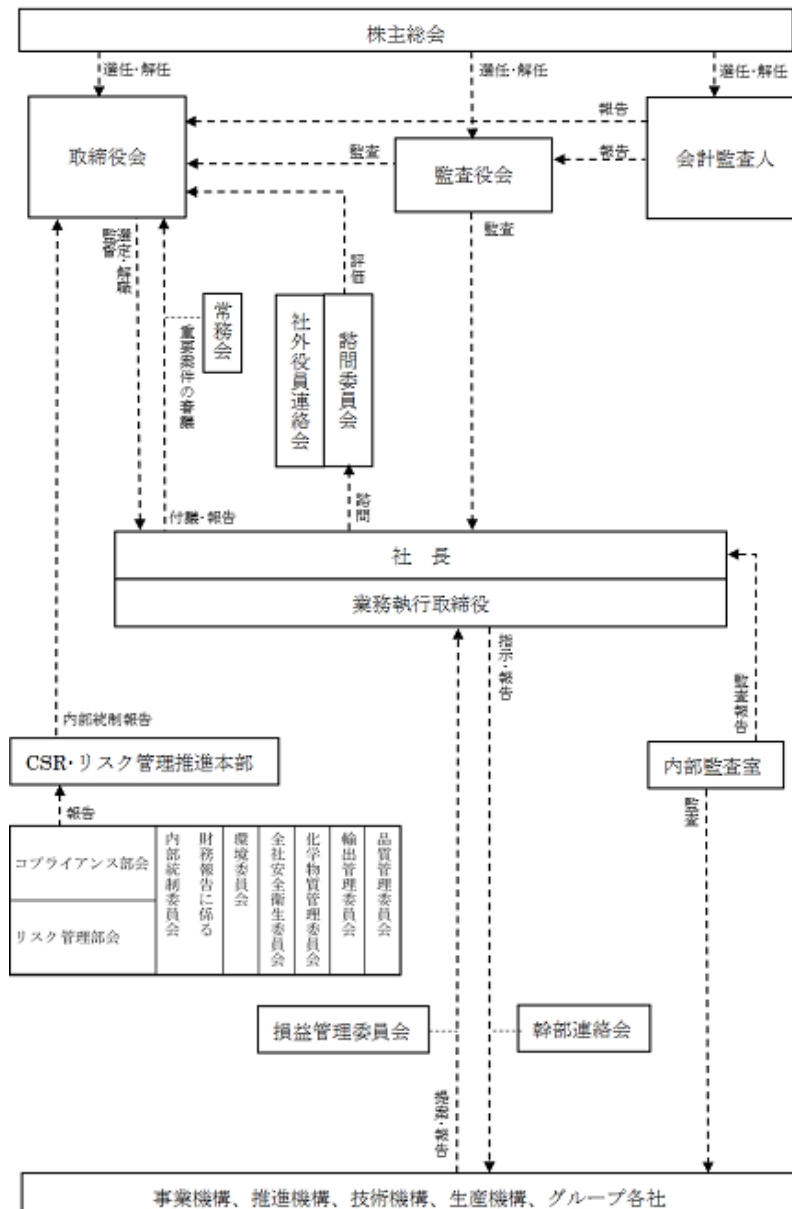 株主総会
選任・解任
選任・解任
選任・解任
取締役会
監査役会
会計監査人
報告
監査
報告
選定・解職
監督
常務会
重要案件の審議
評価
社外役員連絡会
諮問委員会
監査
付議・報告
諮問
社 長
業務執行取締役
指示・報告
監査報告
内部統制報告
CSR・リスク管理推進本部
内部監査室
報告
監査
コプライアンス部会
リスク管理部会
財務報告に係る
内部統制委員会
環境委員会
全社安全衛生委員会
化学物質管理委員会
輸出管理委員会
品質管理委員会
損益管理委員会
幹部連絡会
・報告
事業機構、推進機構、技術機構、生産機構、グループ各社